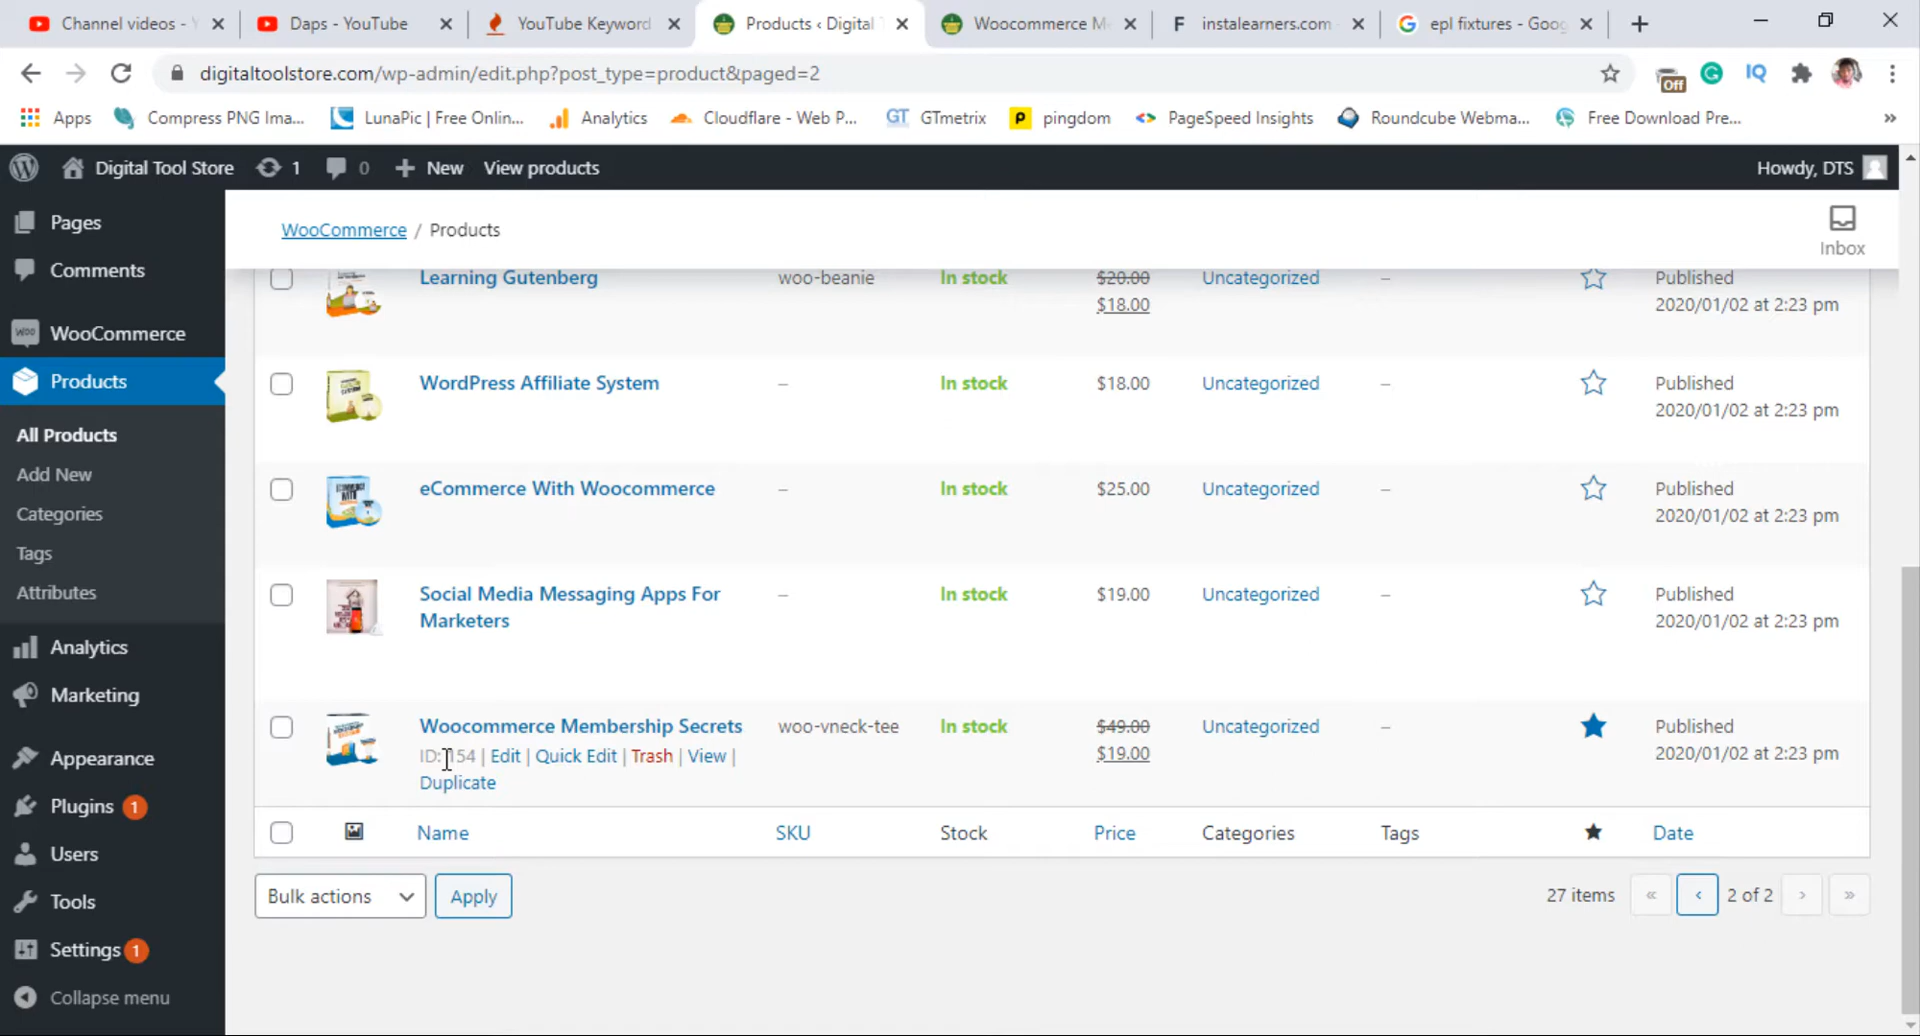 Channel videos -
Daps - YouTube
YouTube Keyword
Products ‹ Digital
Woocommerce M
instalearners.com
epl fixtures - Goog
digitaltoolstore.com/wp-admin/edit.php?post_type=product&paged=2
Off
IQ
Apps
Compress PNG Ima...
LunaPic | Free Onlin...
Analytics
Cloudflare - Web P...
GT
GTmetrix
p
pingdom
PageSpeed Insights
Roundcube Webma...
Free Download Pre...
»
Digital Tool Store
1
0
New
View products
Howdy, DTS
WooCommerce / Products
Inbox
Pages
Comments
WooCommerce
Products
All Products
Add New
Categories
Tags
Attributes
Analytics
Marketing
Appearance
Plugins 1
Users
Tools
Settings 1
Collapse menu
Learning Gutenberg woo-beanie In stock $20.00 Uncategorized – Published
$18.00 2020/01/02 at 2:23 pm
WordPress Affiliate System – In stock $18.00 Uncategorized – Published
2020/01/02 at 2:23 pm
eCommerce With Woocommerce – In stock $25.00 Uncategorized – Published
2020/01/02 at 2:23 pm
Social Media Messaging Apps For – In stock $19.00 Uncategorized – Published
Marketers 2020/01/02 at 2:23 pm
Woocommerce Membership Secrets woo-vneck-tee In stock $49.00 Uncategorized – Published
ID: 154 | Edit | Quick Edit | Trash | View | $19.00 2020/01/02 at 2:23 pm
Duplicate
Name SKU Stock Price Categories Tags Date
Bulk actions Apply 27 items « ‹ 2 of 2 › »